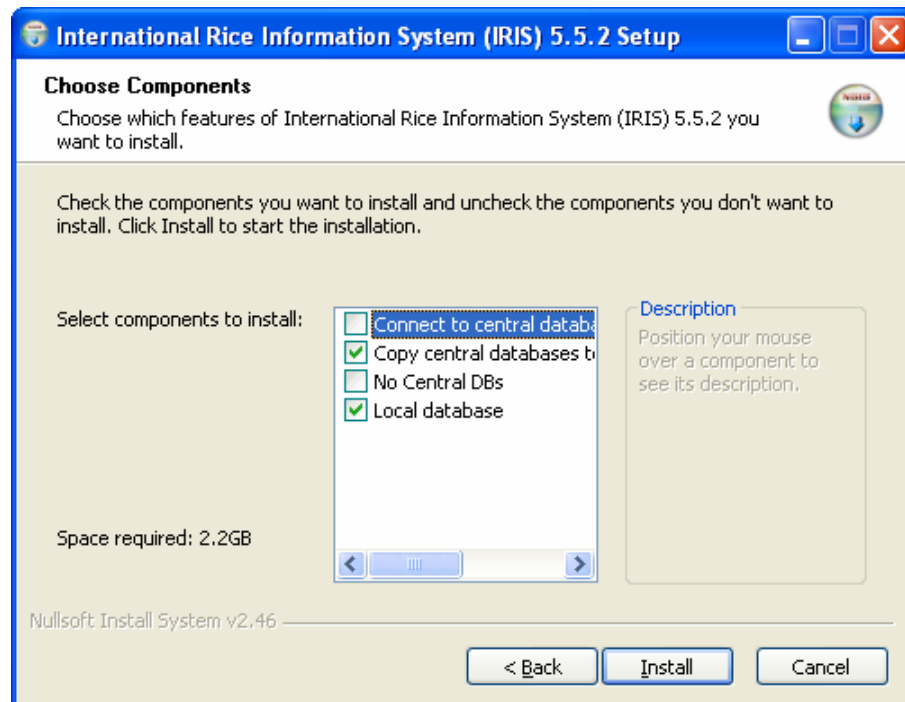 International Rice Information System (IRIS) 5.5.2 Setup
Choose Components
Choose which features of International Rice Information System (IRIS) 5.5.2 you
want to install.
Check the components you want to install and uncheck the components you don't want to
install. Click Install to start the installation.
Select components to install:
Connect to central databa
Copy central databases t
No Central DBs
Local database
Description
Position your mouse
over a component to
see its description.
Space required: 2.2GB
Nullsoft Install System v2.46
< Back
Install
Cancel